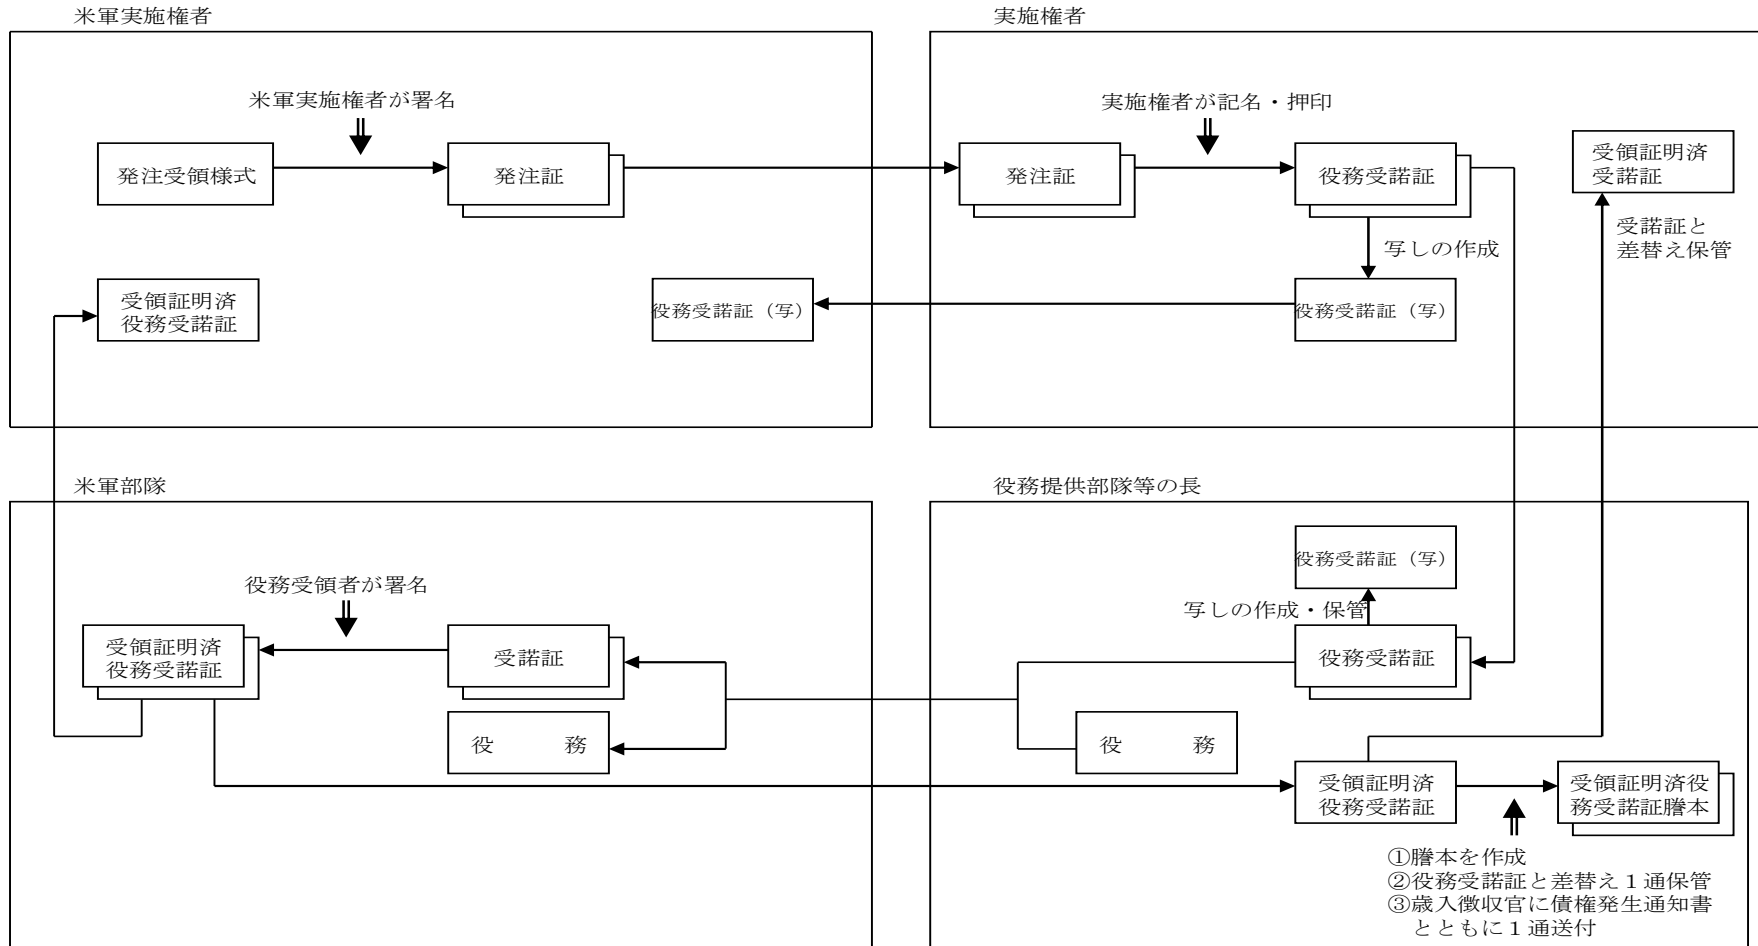 米軍実施権者
実施権者
米軍実施権者が署名
実施権者が記名・押印
発注受領様式
発注証
発注証
役務受諾証
受領証明済
受諾証
受諾証と
差替え保管
写しの作成
受領証明済
役務受諾証
役務受諾証（写）
役務受諾証（写）
米軍部隊
役務提供部隊等の長
役務受諾証（写）
役務受領者が署名
写しの作成・保管
受領証明済
役務受諾証
受諾証
役務受諾証
役　　　務
役　　　務
受領証明済
役務受諾証
受領証明済役
務受諾証謄本
①謄本を作成
②役務受諾証と差替え１通保管
③歳入徴収官に債権発生通知書
とともに１通送付